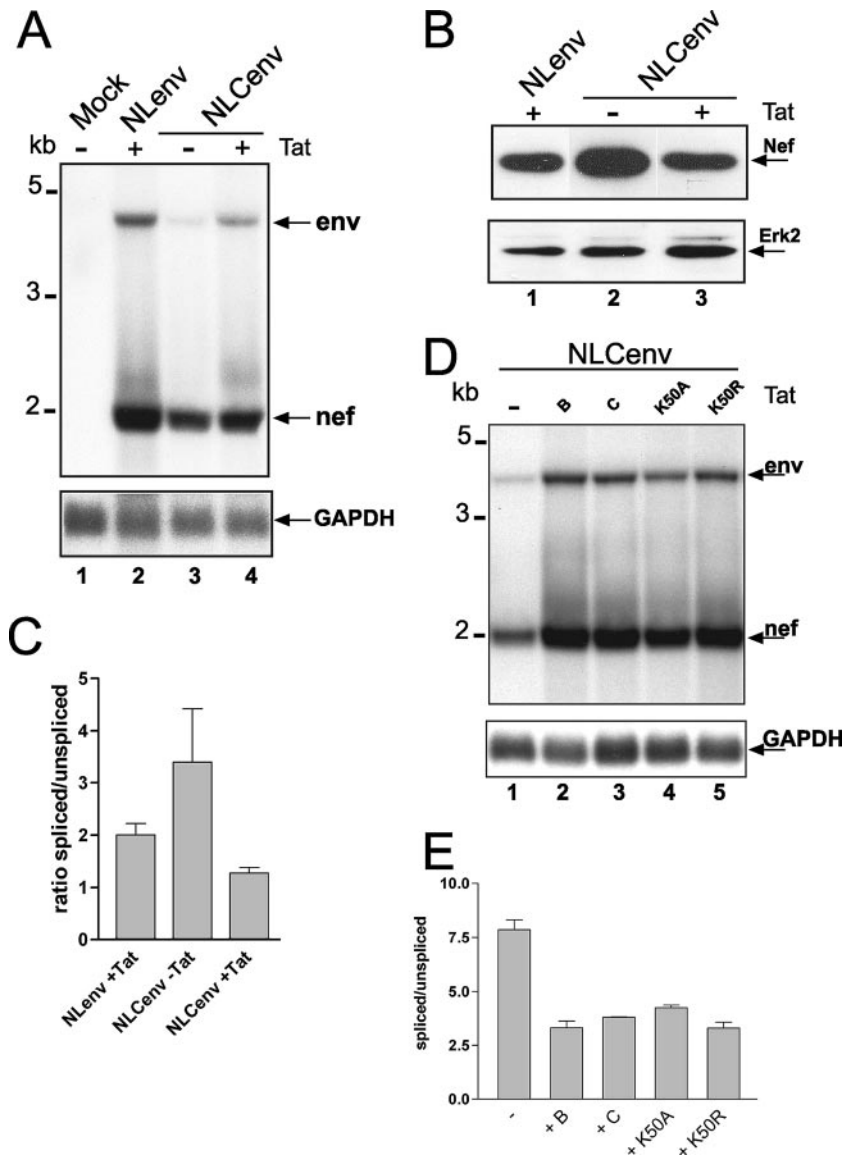 A
Mock
NLenv
NLCenv
kb
- + - + Tat
5
env
3
2
nef
GAPDH
1 2 3 4
B
NLenv
NLCenv
+ - + Tat
Nef
Erk2
1 2 3
C
ratio spliced/unspliced
5
4
3
2
1
0
NLenv +Tat
NLCenv -Tat
NLCenv +Tat
D
NLCenv
kb
- B C K50A K50R Tat
5
env
3
2
nef
GAPDH
1 2 3 4 5
E
spliced/unspliced
10.0
7.5
5.0
2.5
0.0
-
+ B
+ C
+ K50A
+ K50R